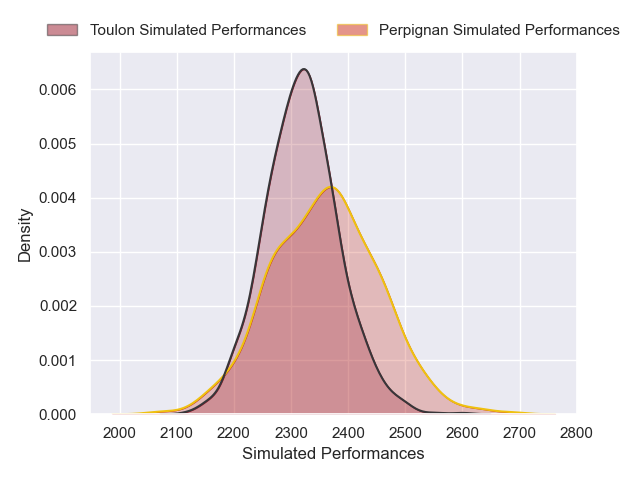 Toulon Simulated Performances Perpignan Simulated Performances
0.006
0.005
0.004
0.003
0.002
0.001
0.000
Density
2000 2100 2200 2300 2400 2500 2600 2700 2800
Simulated Performances